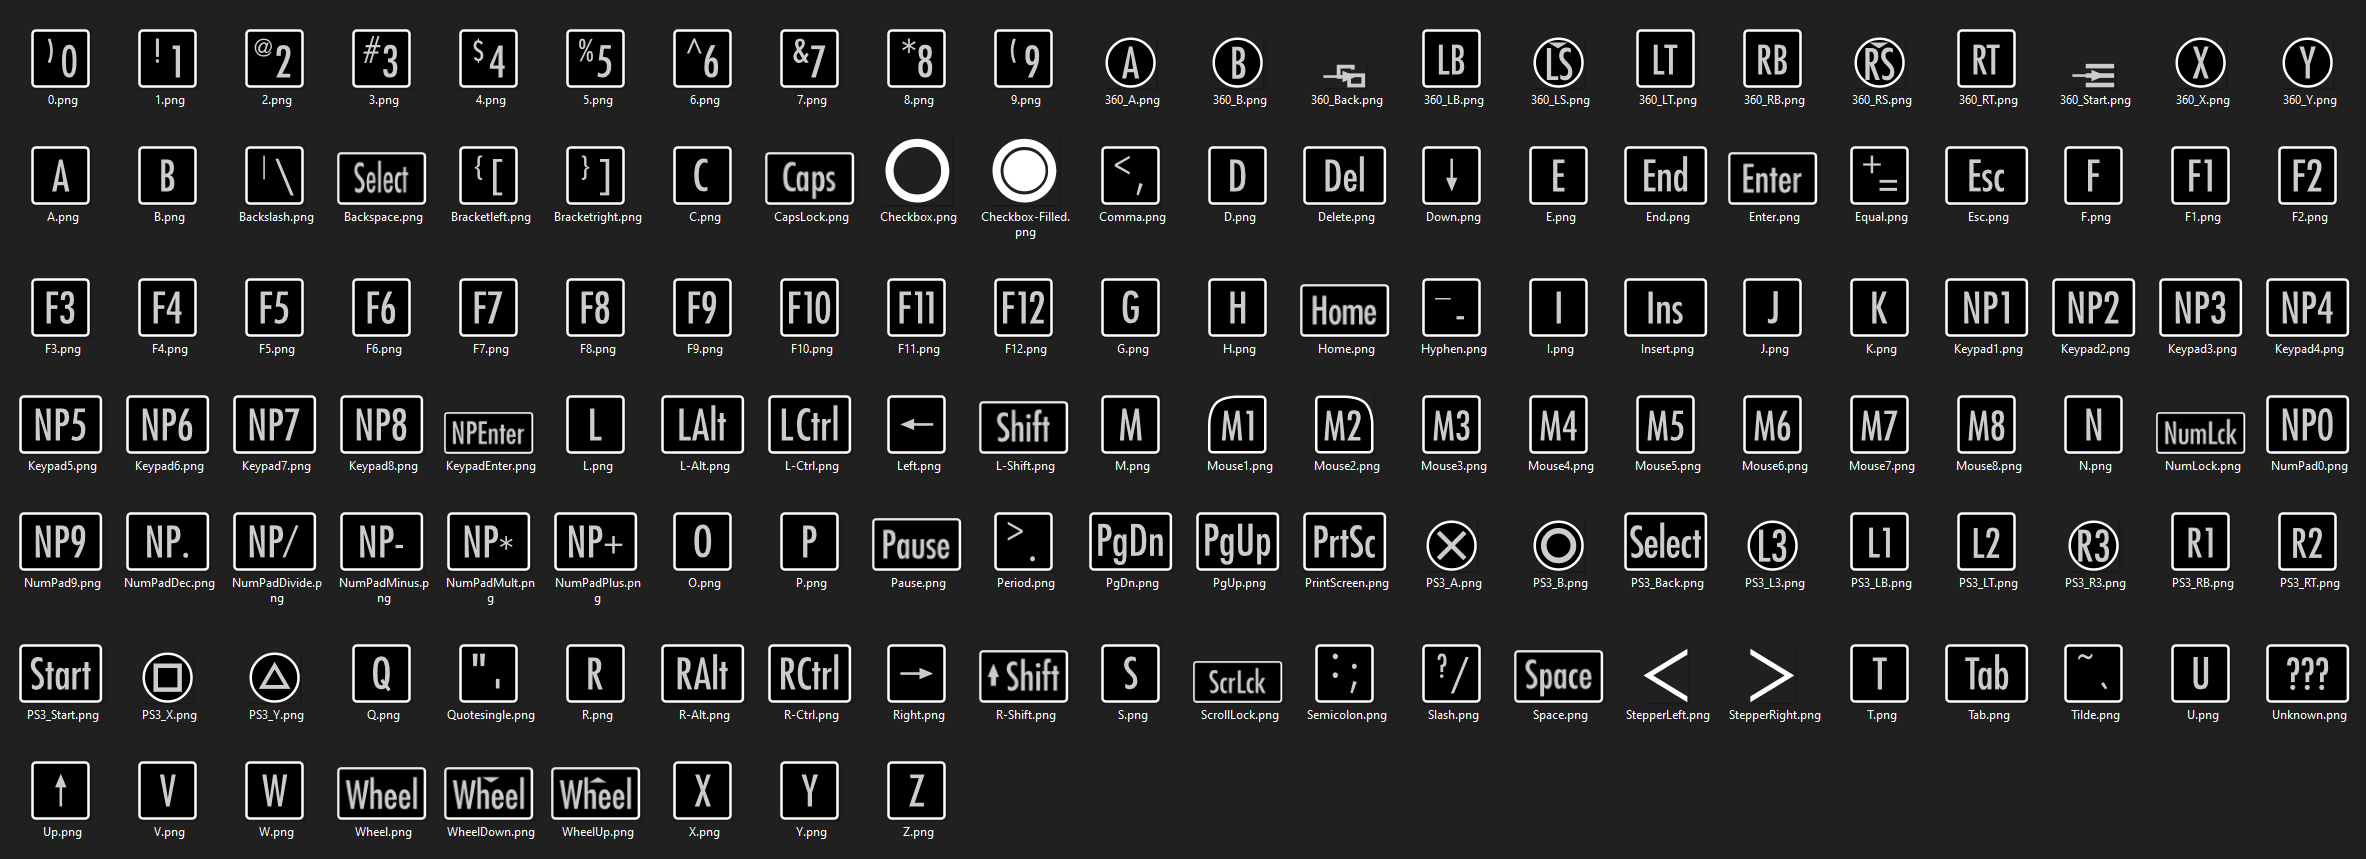 ) 0 ! 1 @ 2 # 3 $ 4 % 5 ^ 6 & 7 * 8 ( 9 A B LB LS LT RB RS RT X Y
0.png 1.png 2.png 3.png 4.png 5.png 6.png 7.png 8.png 9.png 360_A.png 360_B.png 360_Back.png 360_LB.png 360_LS.png 360_LT.png 360_RB.png 360_RS.png 360_RT.png 360_Start.png 360_X.png 360_Y.png
A B | \ Select { [ } ] C Caps < , D Del ↓ E End Enter + = Esc F F1 F2
A.png B.png Backslash.png Backspace.png Bracketleft.png Bracketright.png C.png CapsLock.png Checkbox.png Checkbox-Filled. Comma.png D.png Delete.png Down.png E.png End.png Enter.png Equal.png Esc.png F.png F1.png F2.png
png
F3 F4 F5 F6 F7 F8 F9 F10 F11 F12 G H Home _ - I Ins J K NP1 NP2 NP3 NP4
F3.png F4.png F5.png F6.png F7.png F8.png F9.png F10.png F11.png F12.png G.png H.png Home.png Hyphen.png I.png Insert.png J.png K.png Keypad1.png Keypad2.png Keypad3.png Keypad4.png
NP5 NP6 NP7 NP8 NPEnter L LAlt LCtrl ← Shift M M1 M2 M3 M4 M5 M6 M7 M8 N NumLck NP0
Keypad5.png Keypad6.png Keypad7.png Keypad8.png KeypadEnter.png L.png L-Alt.png L-Ctrl.png Left.png L-Shift.png M.png Mouse1.png Mouse2.png Mouse3.png Mouse4.png Mouse5.png Mouse6.png Mouse7.png Mouse8.png N.png NumLock.png NumPad0.png
NP9 NP. NP/ NP- NP* NP+ O P Pause > . PgDn PgUp PrtSc Select L3 L1 L2 R3 R1 R2
NumPad9.png NumPadDec.png NumPadDivide.p NumPadMinus.p NumPadMult.pn NumPadPlus.pn O.png P.png Pause.png Period.png PgDn.png PgUp.png PrintScreen.png PS3_A.png PS3_B.png PS3_Back.png PS3_L3.png PS3_LB.png PS3_LT.png PS3_R3.png PS3_RB.png PS3_RT.png
ng ng g g
Start Q " ' R RAlt RCtrl → Shift S ScrLck : ; ? / Space T Tab ~ ` U ???
PS3_Start.png PS3_X.png PS3_Y.png Q.png Quotesingle.png R.png R-Alt.png R-Ctrl.png Right.png R-Shift.png S.png ScrollLock.png Semicolon.png Slash.png Space.png StepperLeft.png StepperRight.png T.png Tab.png Tilde.png U.png Unknown.png
↑ V W Wheel Wheel Wheel X Y Z
Up.png V.png W.png Wheel.png WheelDown.png WheelUp.png X.png Y.png Z.png